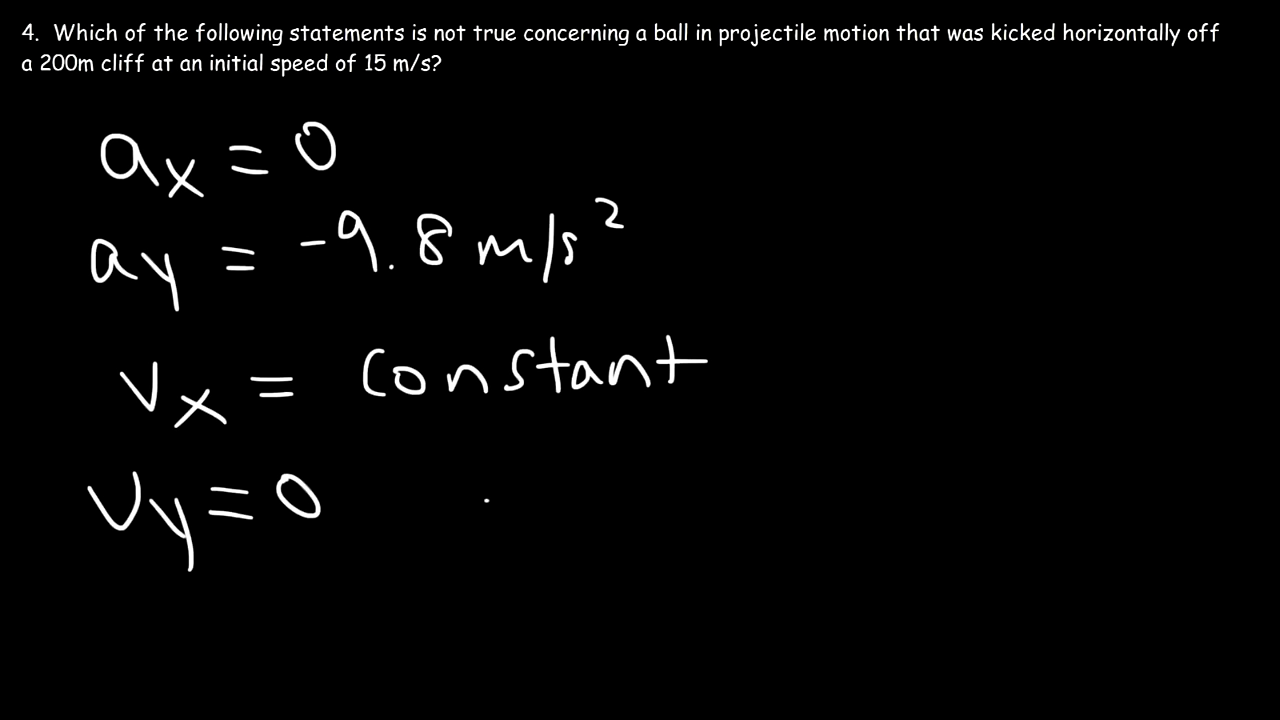 4. Which of the following statements is not true concerning a ball in projectile motion that was kicked horizontally off
a 200m cliff at an initial speed of 15 m/s?
ax = 0
ay = -9.8 m/s²
vx = constant
vy = 0